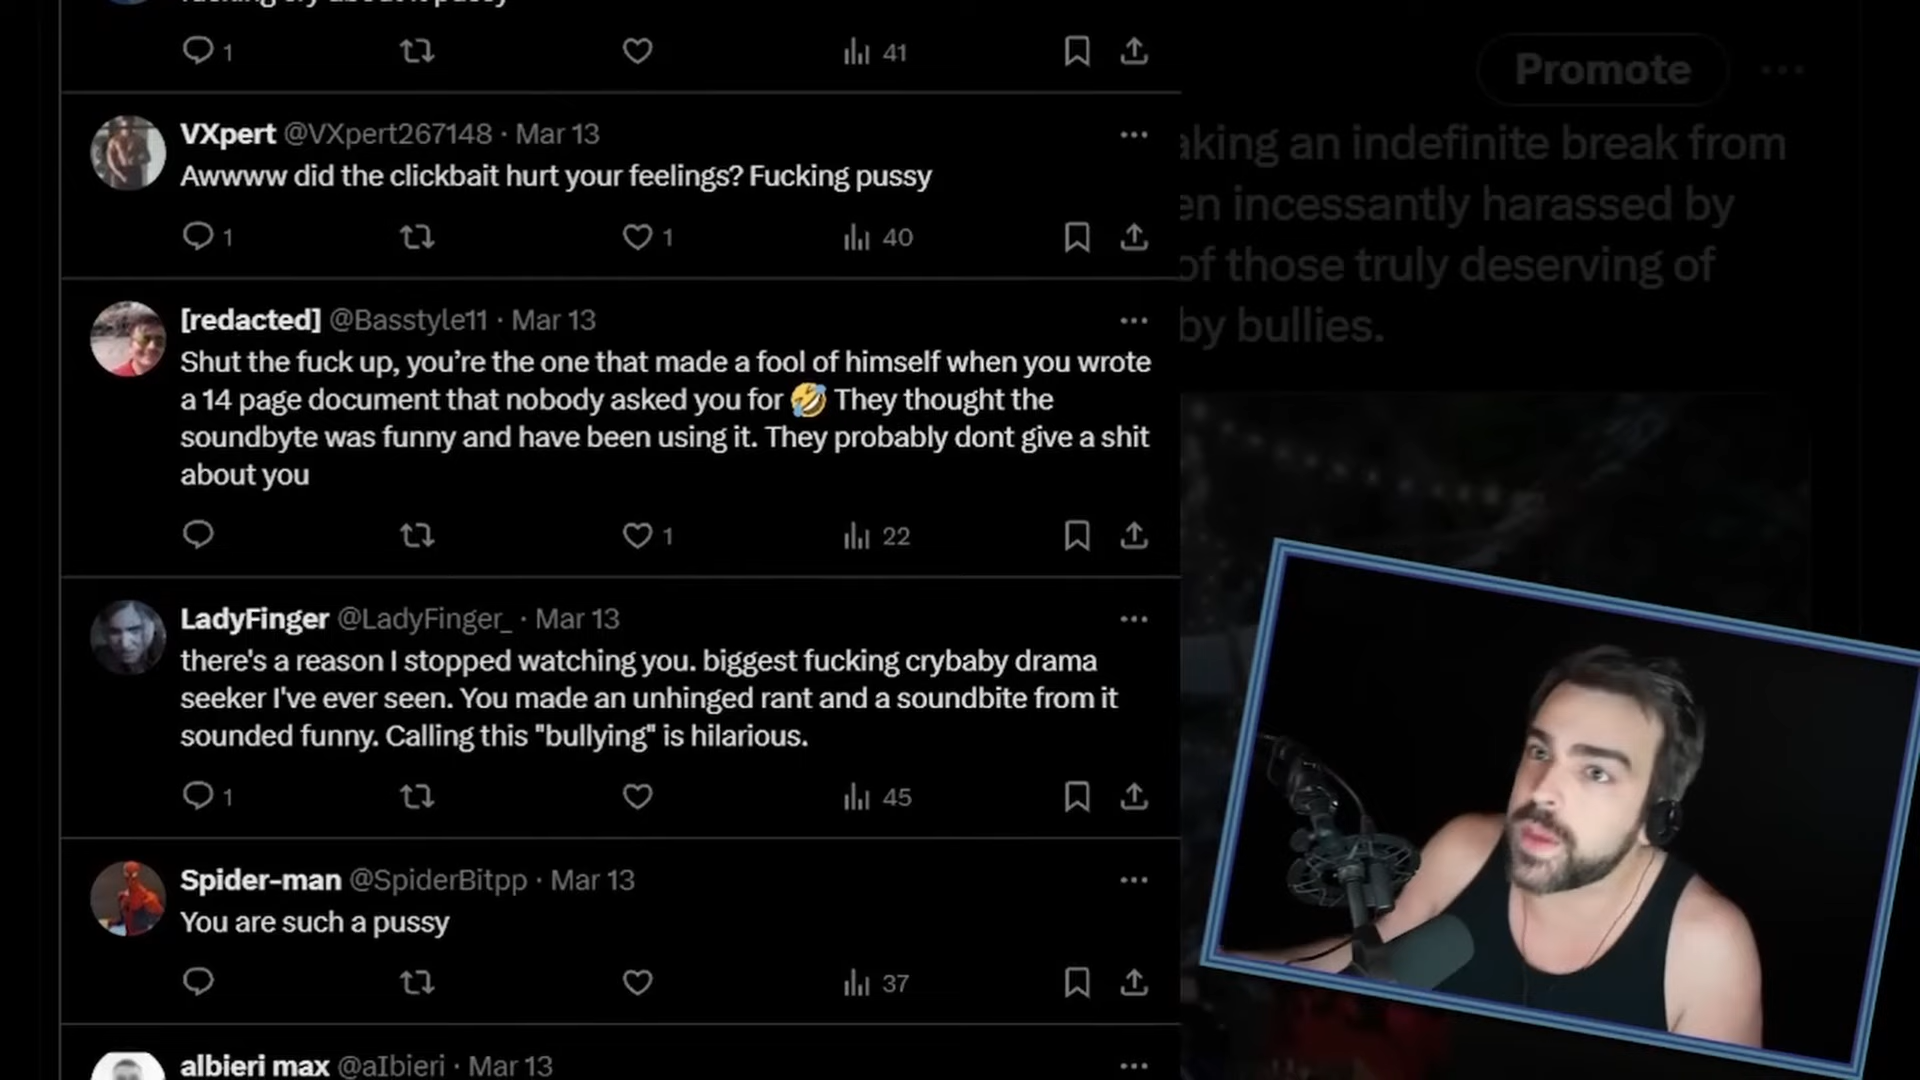 fucking cry about it pussy
1 41
VXpert @VXpert267148 · Mar 13
Awwww did the clickbait hurt your feelings? Fucking pussy
1 1 40
[redacted] @Basstyle11 · Mar 13
Shut the fuck up, you’re the one that made a fool of himself when you wrote
a 14 page document that nobody asked you for 🤣 They thought the
soundbyte was funny and have been using it. They probably dont give a shit
about you
1 22
LadyFinger @LadyFinger_ · Mar 13
there's a reason I stopped watching you. biggest fucking crybaby drama
seeker I've ever seen. You made an unhinged rant and a soundbite from it
sounded funny. Calling this "bullying" is hilarious.
1 45
Spider-man @SpiderBitpp · Mar 13
You are such a pussy
37
albieri max @aIbieri · Mar 13
Promote
aking an indefinite break from
en incessantly harassed by
of those truly deserving of
by bullies.